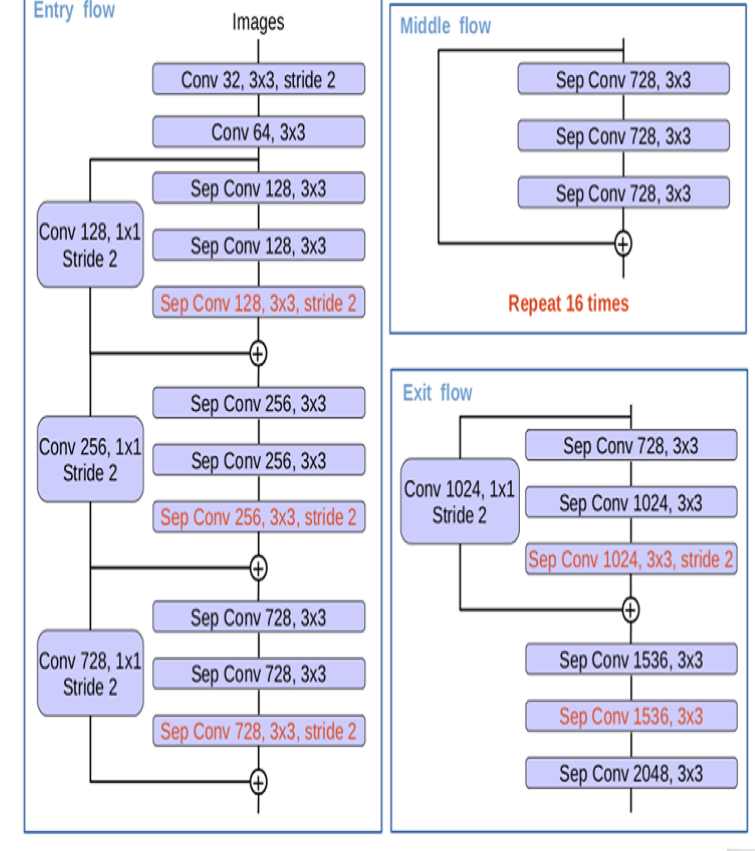 Entry flow
Images
Conv 32, 3x3, stride 2
Conv 64, 3x3
Sep Conv 128, 3x3
Conv 128, 1x1
Stride 2
Sep Conv 128, 3x3
Sep Conv 128, 3x3, stride 2
Sep Conv 256, 3x3
Conv 256, 1x1
Stride 2
Sep Conv 256, 3x3
Sep Conv 256, 3x3, stride 2
Sep Conv 728, 3x3
Conv 728, 1x1
Stride 2
Sep Conv 728, 3x3
Sep Conv 728, 3x3, stride 2
Middle flow
Sep Conv 728, 3x3
Sep Conv 728, 3x3
Sep Conv 728, 3x3
Repeat 16 times
Exit flow
Sep Conv 728, 3x3
Conv 1024, 1x1
Stride 2
Sep Conv 1024, 3x3
Sep Conv 1024, 3x3, stride 2
Sep Conv 1536, 3x3
Sep Conv 1536, 3x3
Sep Conv 2048, 3x3